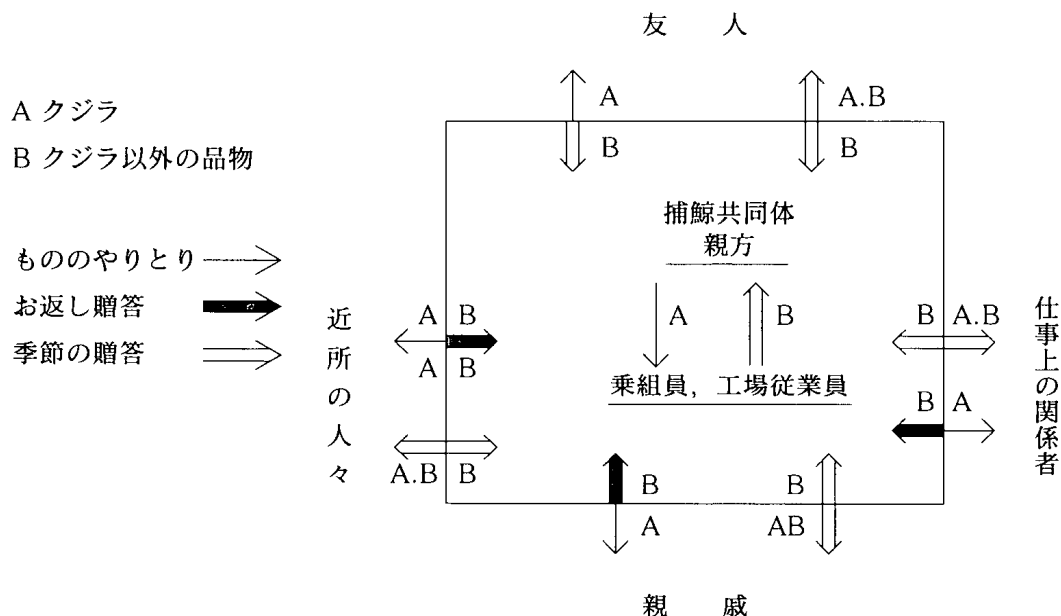 友 人
A クジラ
B クジラ以外の品物
もののやりとり
お返し贈答
季節の贈答
A
B
A.B
B
捕鯨共同体
親方
A
B
乗組員，工場従業員
近所の人々
A B
A B
A.B B
B A.B
B A
仕事上の関係者
B
A
B
AB
親 戚